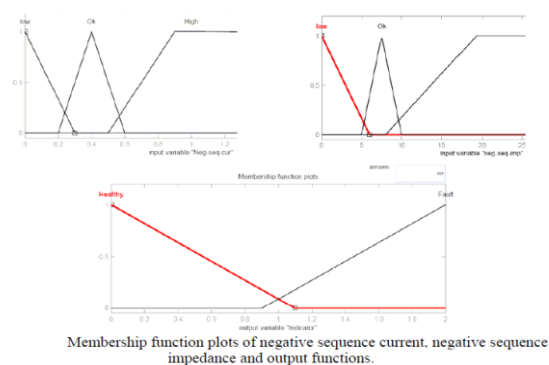 low Ok High
1
0.5
0
0 0.2 0.4 0.6 0.8 1 1.2
input variable "Neg-seq cur"
low Ok
1
0.5
0
0 5 10 15 20 25
input variable "neg.seq.imp"
Membership function plots
Healthy Fault
1
0.5
0
0 0.2 0.4 0.6 0.8 1 1.2 1.4 1.6 1.8 2
output variable "Indicator"
Membership function plots of negative sequence current, negative sequence
impedance and output functions.